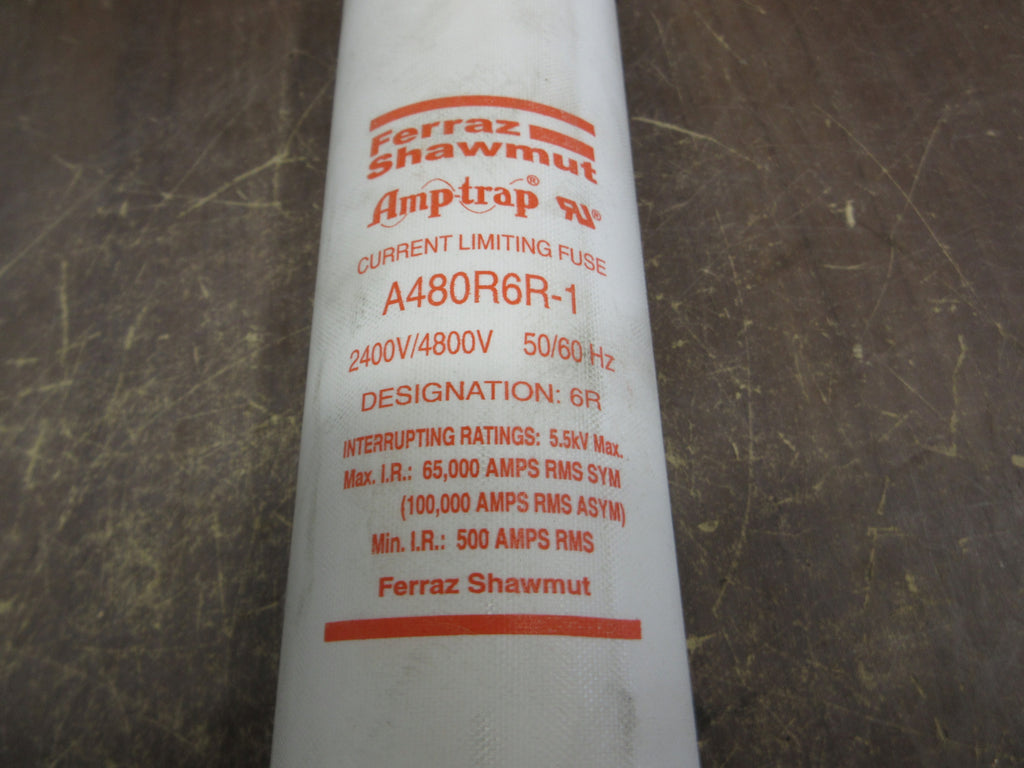 Ferraz
Shawmut
Amp-trap® RU®
CURRENT LIMITING FUSE
A480R6R-1
2400V/4800V 50/60 Hz
DESIGNATION: 6R
INTERRUPTING RATINGS: 5.5kV Max.
Max. I.R.: 65,000 AMPS RMS SYM
(100,000 AMPS RMS ASYM)
Min. I.R.: 500 AMPS RMS
Ferraz Shawmut